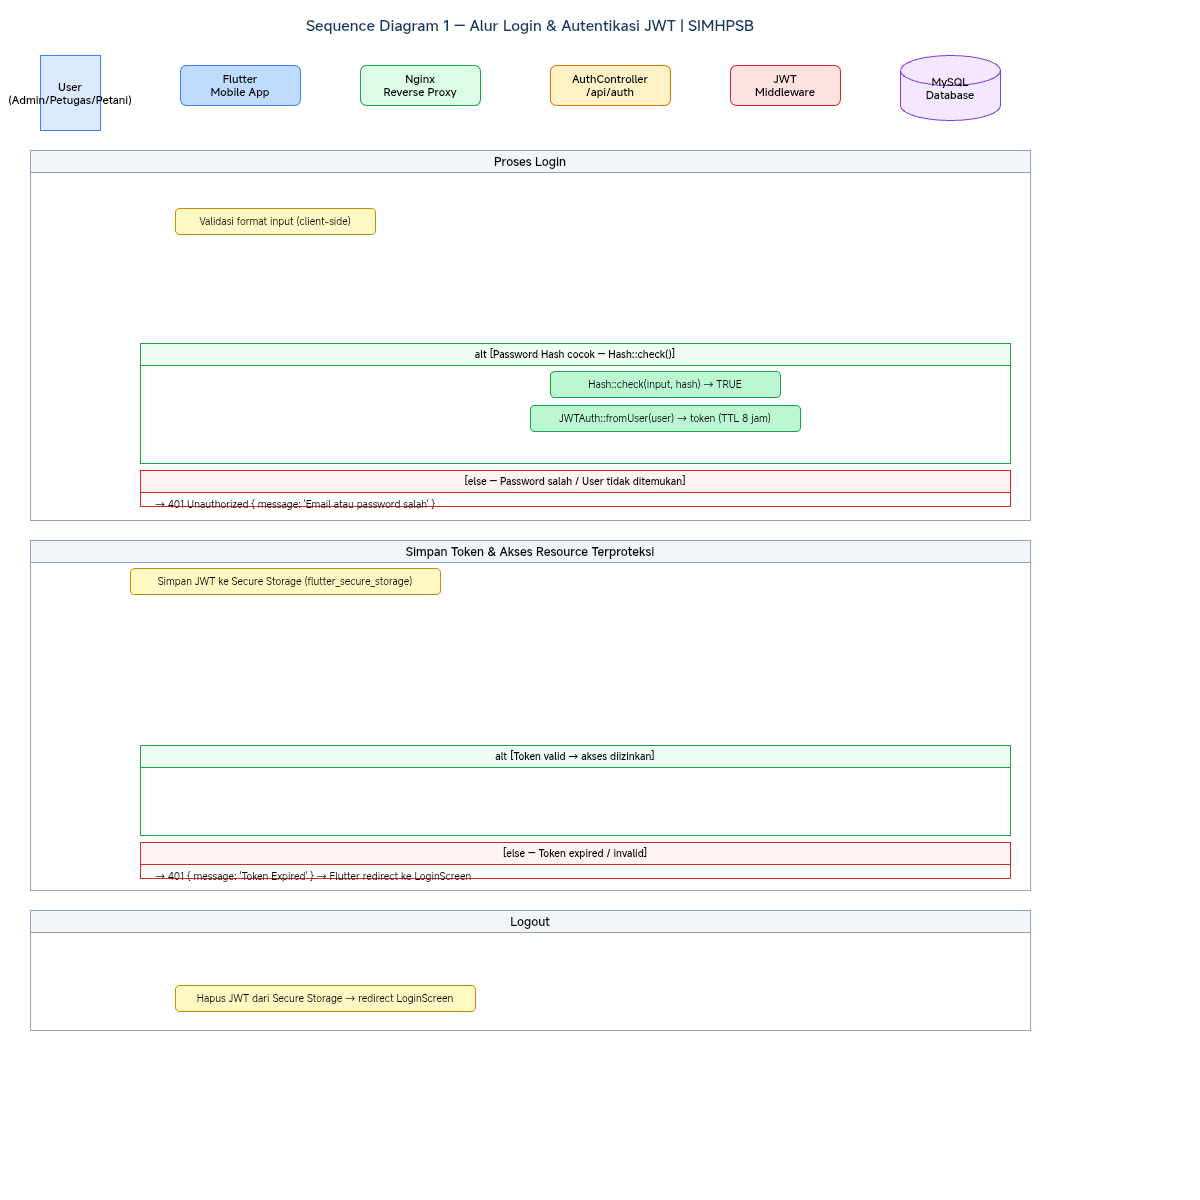 Sequence Diagram 1 — Alur Login & Autentikasi JWT | SIMHPSB
User
(Admin/Petugas/Petani)
Flutter
Mobile App
Nginx
Reverse Proxy
AuthController
/api/auth
JWT
Middleware
MySQL
Database
Proses Login
Validasi format input (client-side)
alt [Password Hash cocok — Hash::check()]
Hash::check(input, hash) → TRUE
JWTAuth::fromUser(user) → token (TTL 8 jam)
[else — Password salah / User tidak ditemukan]
→ 401 Unauthorized { message: 'Email atau password salah' }
Simpan Token & Akses Resource Terproteksi
Simpan JWT ke Secure Storage (flutter_secure_storage)
alt [Token valid → akses diizinkan]
[else — Token expired / invalid]
→ 401 { message: 'Token Expired' } → Flutter redirect ke LoginScreen
Logout
Hapus JWT dari Secure Storage → redirect LoginScreen